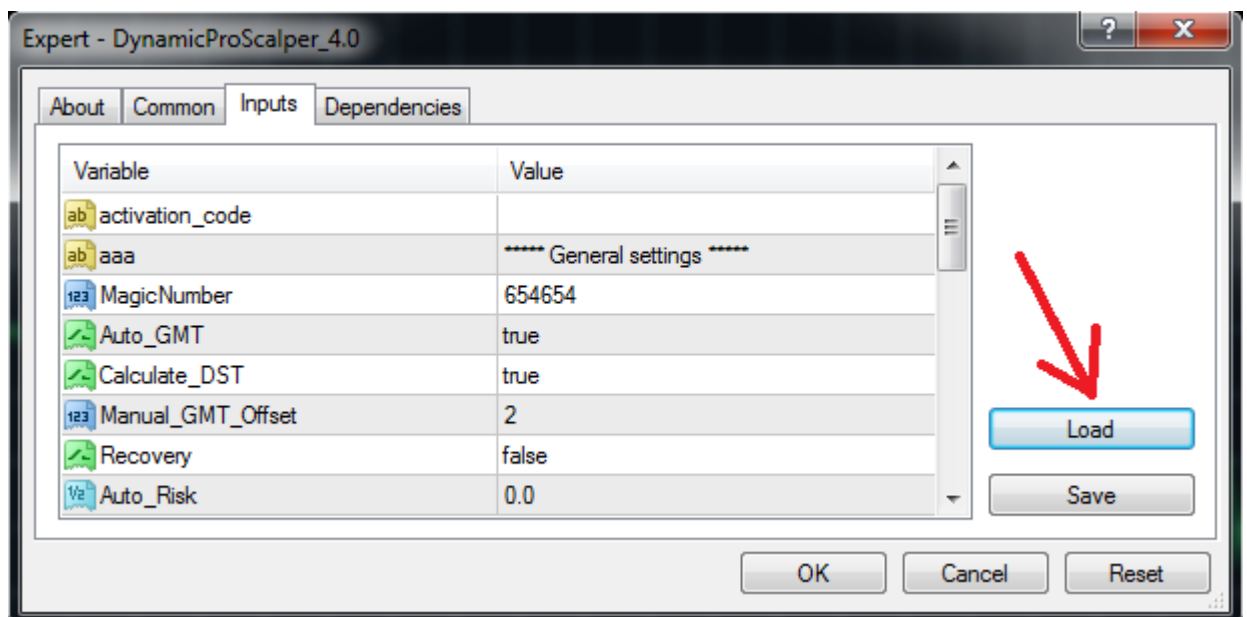 Expert - DynamicProScalper_4.0
?
X
About Common Inputs Dependencies
Variable Value
ab activation_code
ab aaa ***** General settings *****
123 MagicNumber 654654
Auto_GMT true
Calculate_DST true
123 Manual_GMT_Offset 2
Recovery false
1/2 Auto_Risk 0.0
Load
Save
OK Cancel Reset